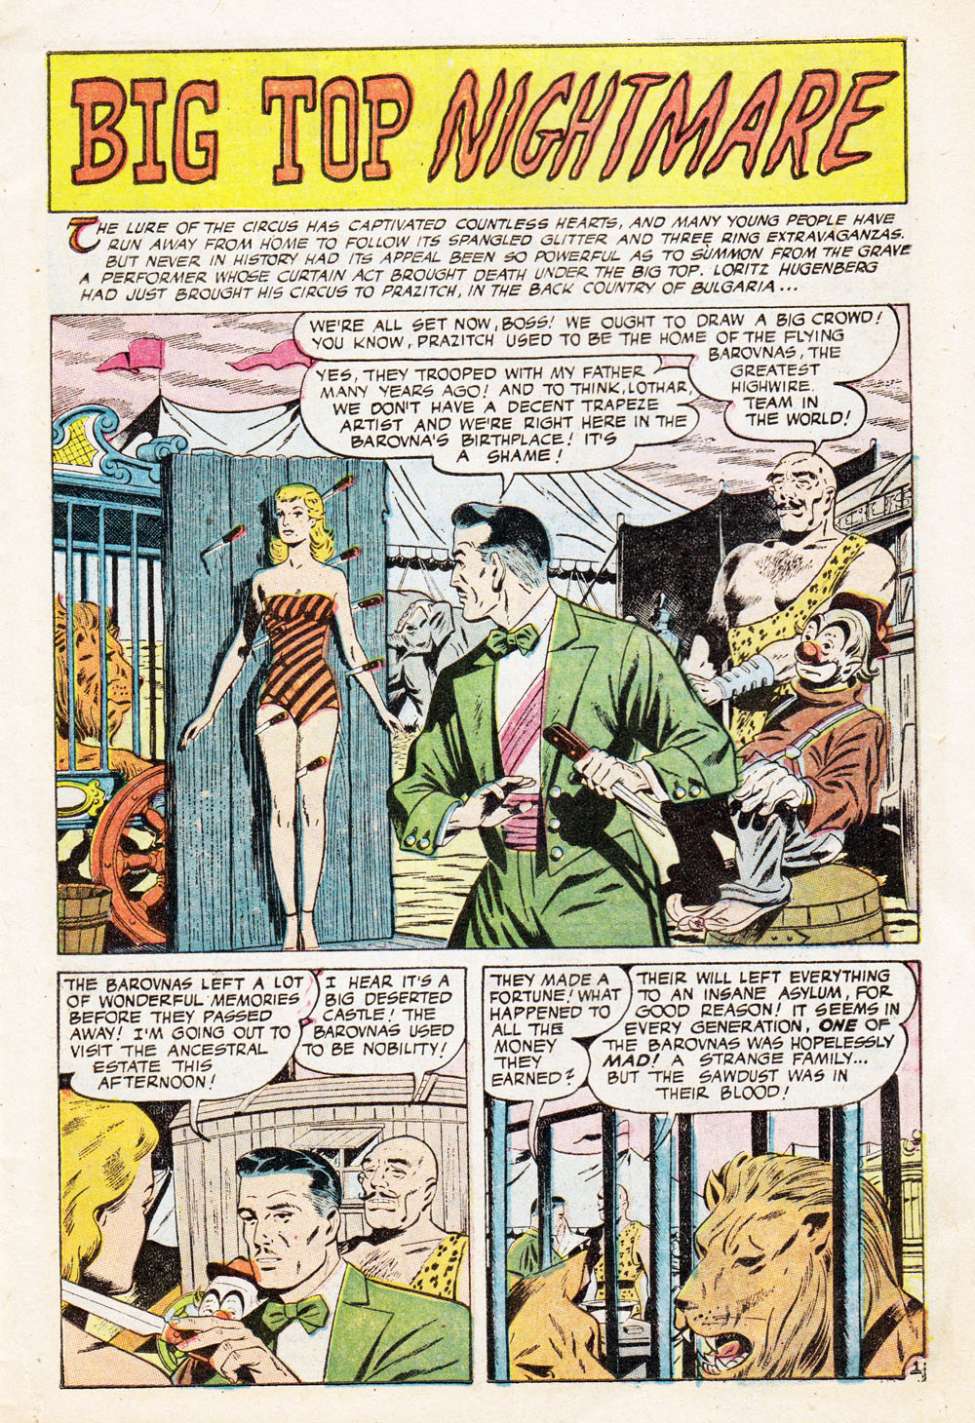 BIG TOP NIGHTMARE
THE LURE OF THE CIRCUS HAS CAPTIVATED COUNTLESS HEARTS, AND MANY YOUNG PEOPLE HAVE
RUN AWAY FROM HOME TO FOLLOW ITS SPANGLED GLITTER AND THREE RING EXTRAVAGANZAS.
BUT NEVER IN HISTORY HAD ITS APPEAL BEEN SO POWERFUL AS TO SUMMON FROM THE GRAVE
A PERFORMER WHOSE CURTAIN ACT BROUGHT DEATH UNDER THE BIG TOP. LORITZ HUGENBERG
HAD JUST BROUGHT HIS CIRCUS TO PRAZITCH, IN THE BACK COUNTRY OF BULGARIA...
WE'RE ALL SET NOW, BOSS! WE OUGHT TO DRAW A BIG CROWD!
YOU KNOW, PRAZITCH USED TO BE THE HOME OF THE FLYING
BAROVNAS, THE
GREATEST
HIGHWIRE
TEAM IN
THE WORLD!
YES, THEY TROOPED WITH MY FATHER
MANY YEARS AGO! AND TO THINK, LOTHAR,
WE DON'T HAVE A DECENT TRAPEZE
ARTIST AND WE'RE RIGHT HERE IN THE
BAROVNA'S BIRTHPLACE! IT'S
A SHAME!
THE BAROVNAS LEFT A LOT
OF WONDERFUL MEMORIES
BEFORE THEY PASSED
AWAY! I'M GOING OUT TO
VISIT THE ANCESTRAL
ESTATE THIS
AFTERNOON!
I HEAR IT'S A
BIG DESERTED
CASTLE! THE
BAROVNAS USED
TO BE NOBILITY!
THEY MADE A
FORTUNE! WHAT
HAPPENED TO
ALL THE
MONEY
THEY
EARNED?
THEIR WILL LEFT EVERYTHING
TO AN INSANE ASYLUM, FOR
GOOD REASON! IT SEEMS IN
EVERY GENERATION, ONE OF
THE BAROVNAS WAS HOPELESSLY
MAD! A STRANGE FAMILY...
BUT THE SAWDUST WAS IN
THEIR BLOOD!
1